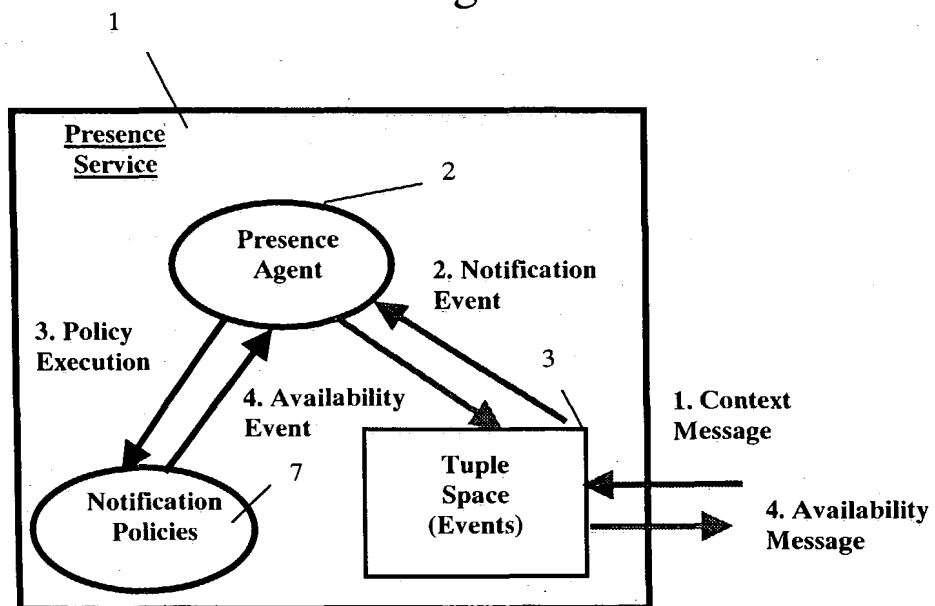 1
Presence
Service
2
Presence
Agent
2. Notification
Event
3. Policy
Execution
3
4. Availability
Event
1. Context
Message
7
Tuple
Space
(Events)
Notification
Policies
4. Availability
Message